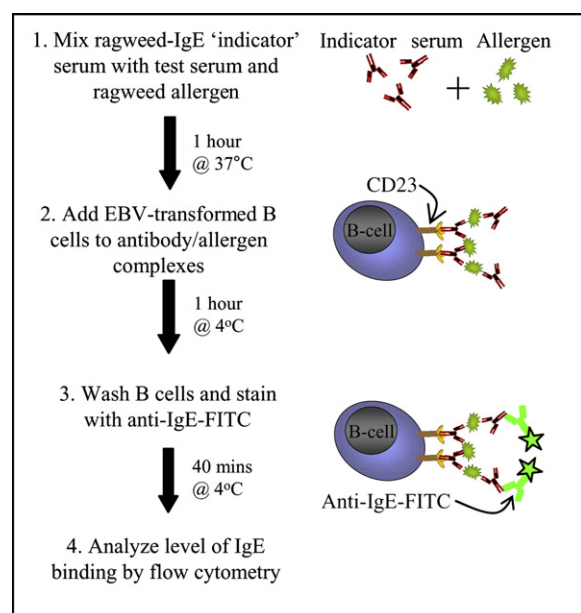 1. Mix ragweed-IgE ‘indicator’
serum with test serum and
ragweed allergen
Indicator serum Allergen
+
1 hour
@ 37°C
CD23
2. Add EBV-transformed B
cells to antibody/allergen
complexes
B-cell
1 hour
@ 4°C
3. Wash B cells and stain
with anti-IgE-FITC
B-cell
40 mins
@ 4°C
Anti-IgE-FITC
4. Analyze level of IgE
binding by flow cytometry